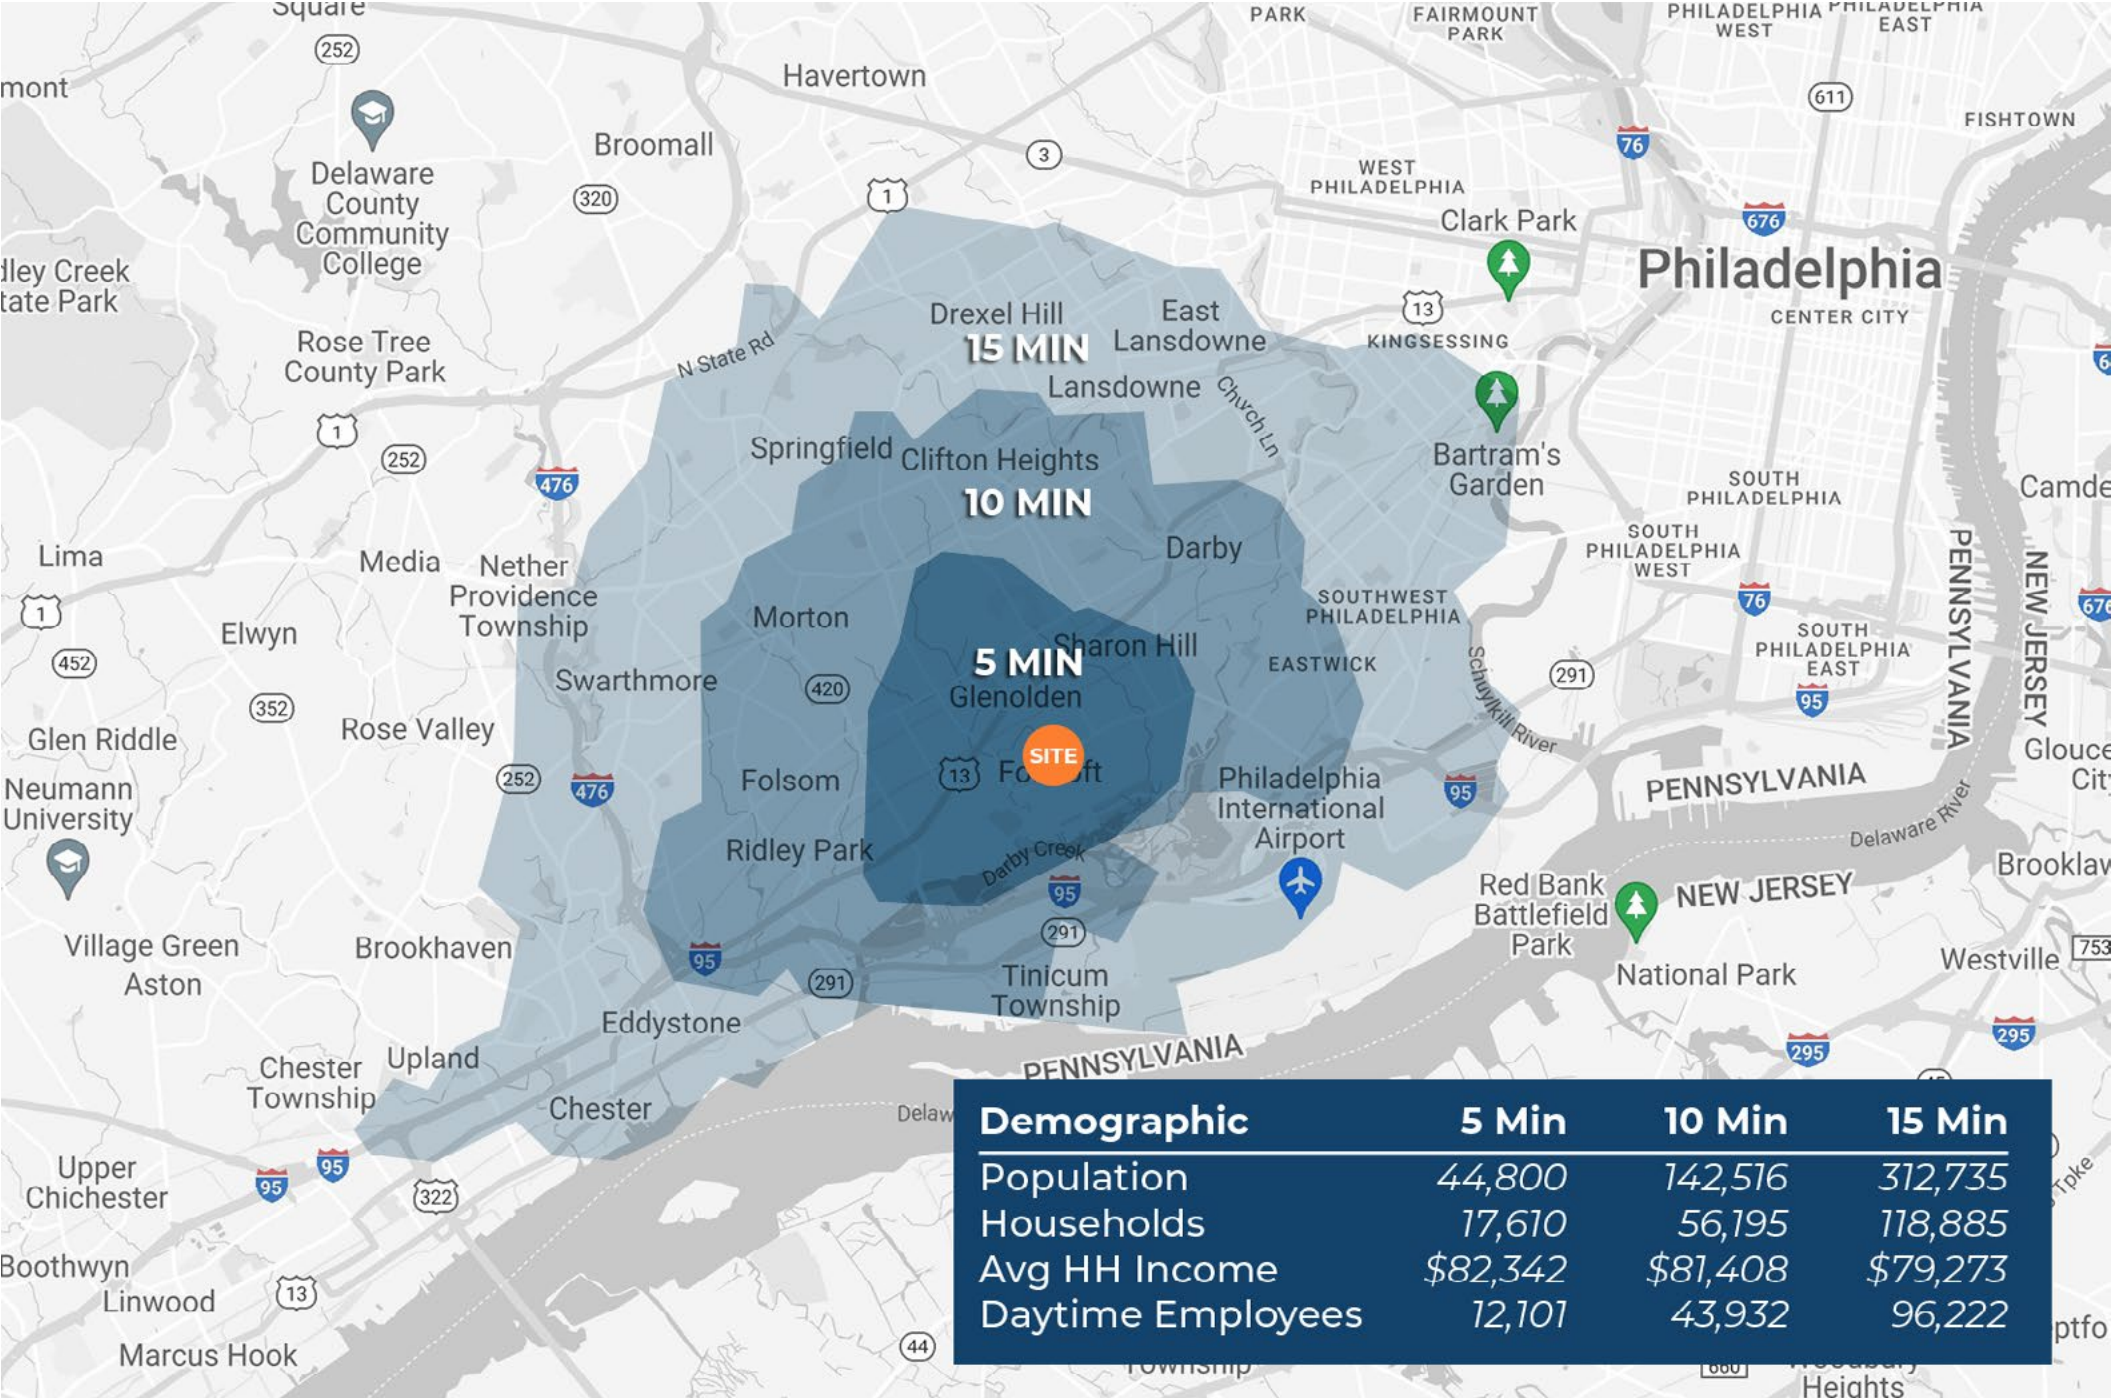 Square
PARK
FAIRMOUNT
PARK
PHILADELPHIA
WEST
PHILADELPHIA
EAST
252
mont
Havertown
611
FISHTOWN
Broomall
3
76
Delaware
County
Community
College
320
1
WEST
PHILADELPHIA
Clark Park
676
Philadelphia
CENTER CITY
dley Creek
tate Park
Drexel Hill
15 MIN
East
Lansdowne
13
KINGSESSING
Rose Tree
County Park
N State Rd
Lansdowne
Church Ln
1
252
476
Springfield
Clifton Heights
10 MIN
Bartram's
Garden
SOUTH
PHILADELPHIA
Camde
SOUTH
PHILADELPHIA
WEST
PENNSYLVANIA
NEW JERSEY
Lima
Media
Nether
Providence
Township
Darby
1
Morton
SOUTHWEST
PHILADELPHIA
76
676
Elwyn
SOUTH
PHILADELPHIA
EAST
452
Swarthmore
420
5 MIN
Sharon Hill
EASTWICK
291
95
Glenolden
352
Rose Valley
Schuylkill River
Glen Riddle
SITE
Glouce
City
252
476
Folsom
13
Philadelphia
International
Airport
95
PENNSYLVANIA
Neumann
University
Delaware River
Ridley Park
Darby Creek
95
Brooklaw
Red Bank
Battlefield
Park
NEW JERSEY
Village Green
Brookhaven
95
291
Westville
753
Aston
291
Tinicum
Township
National Park
Eddystone
295
295
Chester
Township
Upland
PENNSYLVANIA
Chester
Delaw
Upper
Chichester
95
95
322
Tpke
Boothwyn
Linwood
13
Marcus Hook
44
Demographic 5 Min 10 Min 15 Min
Population 44,800 142,516 312,735
Households 17,610 56,195 118,885
Avg HH Income $82,342 $81,408 $79,273
Daytime Employees 12,101 43,932 96,222
ptfo
Heights